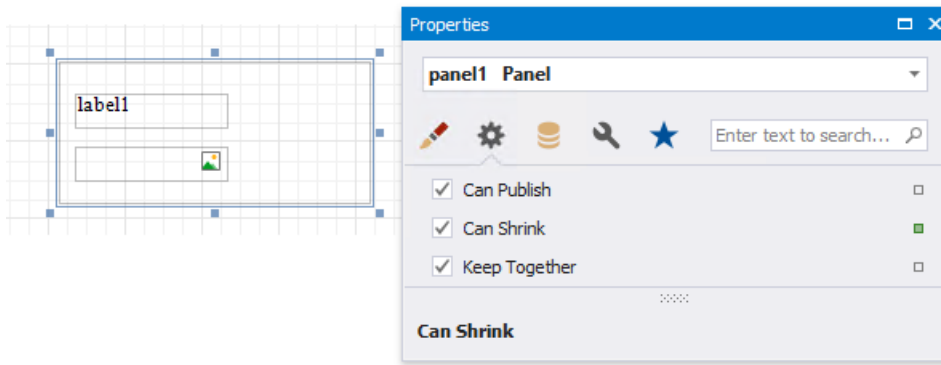 label1
Properties
panel1 Panel
Enter text to search...
Can Publish
Can Shrink
Keep Together
Can Shrink